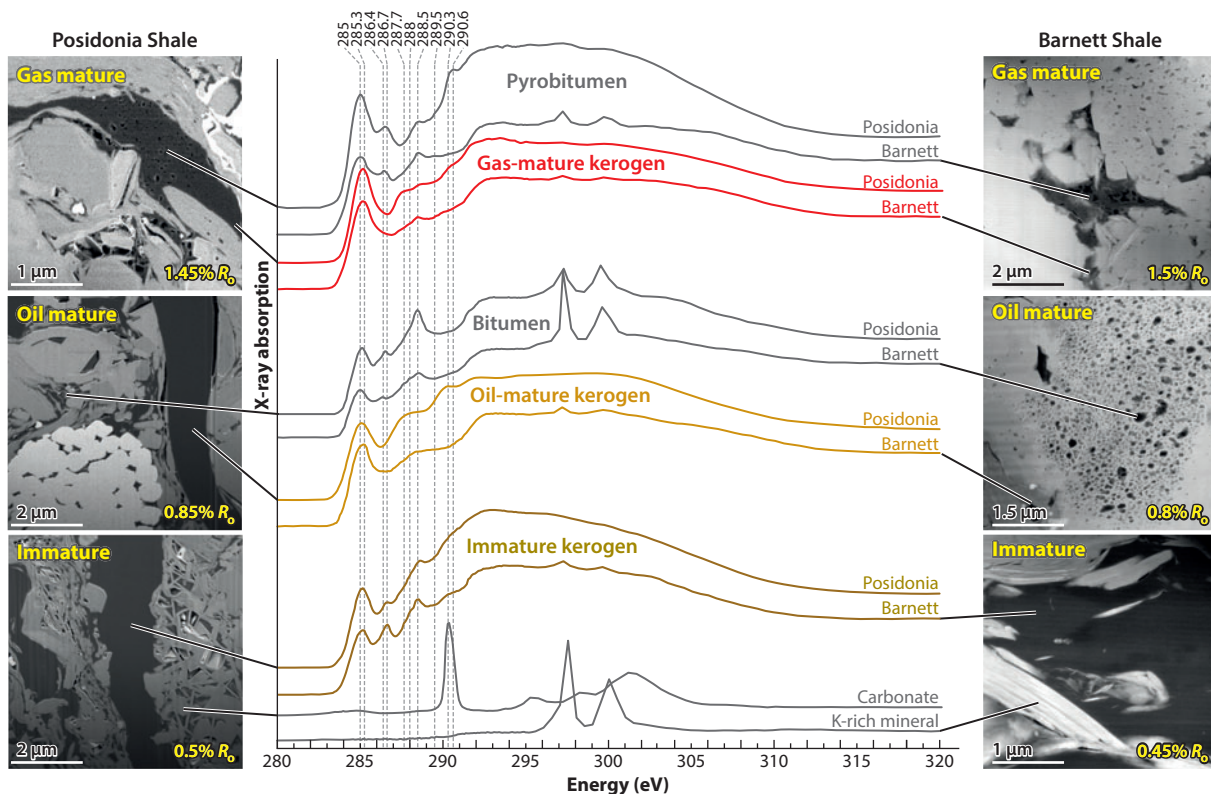 Posidonia Shale
Gas mature
1 µm
1.45% Ro
Oil mature
2 µm
0.85% Ro
Immature
2 µm
0.5% Ro
285
285.3
286.4
286.7
287.7
288
288.5
289.5
290.3
290.6
X-ray absorption
Pyrobitumen
Posidonia
Barnett
Gas-mature kerogen
Posidonia
Barnett
Bitumen
Posidonia
Barnett
Oil-mature kerogen
Posidonia
Barnett
Immature kerogen
Posidonia
Barnett
Carbonate
K-rich mineral
280 285 290 295 300 305 310 315 320
Energy (eV)
Barnett Shale
Gas mature
2 µm
1.5% Ro
Oil mature
1.5 µm
0.8% Ro
Immature
1 µm
0.45% Ro